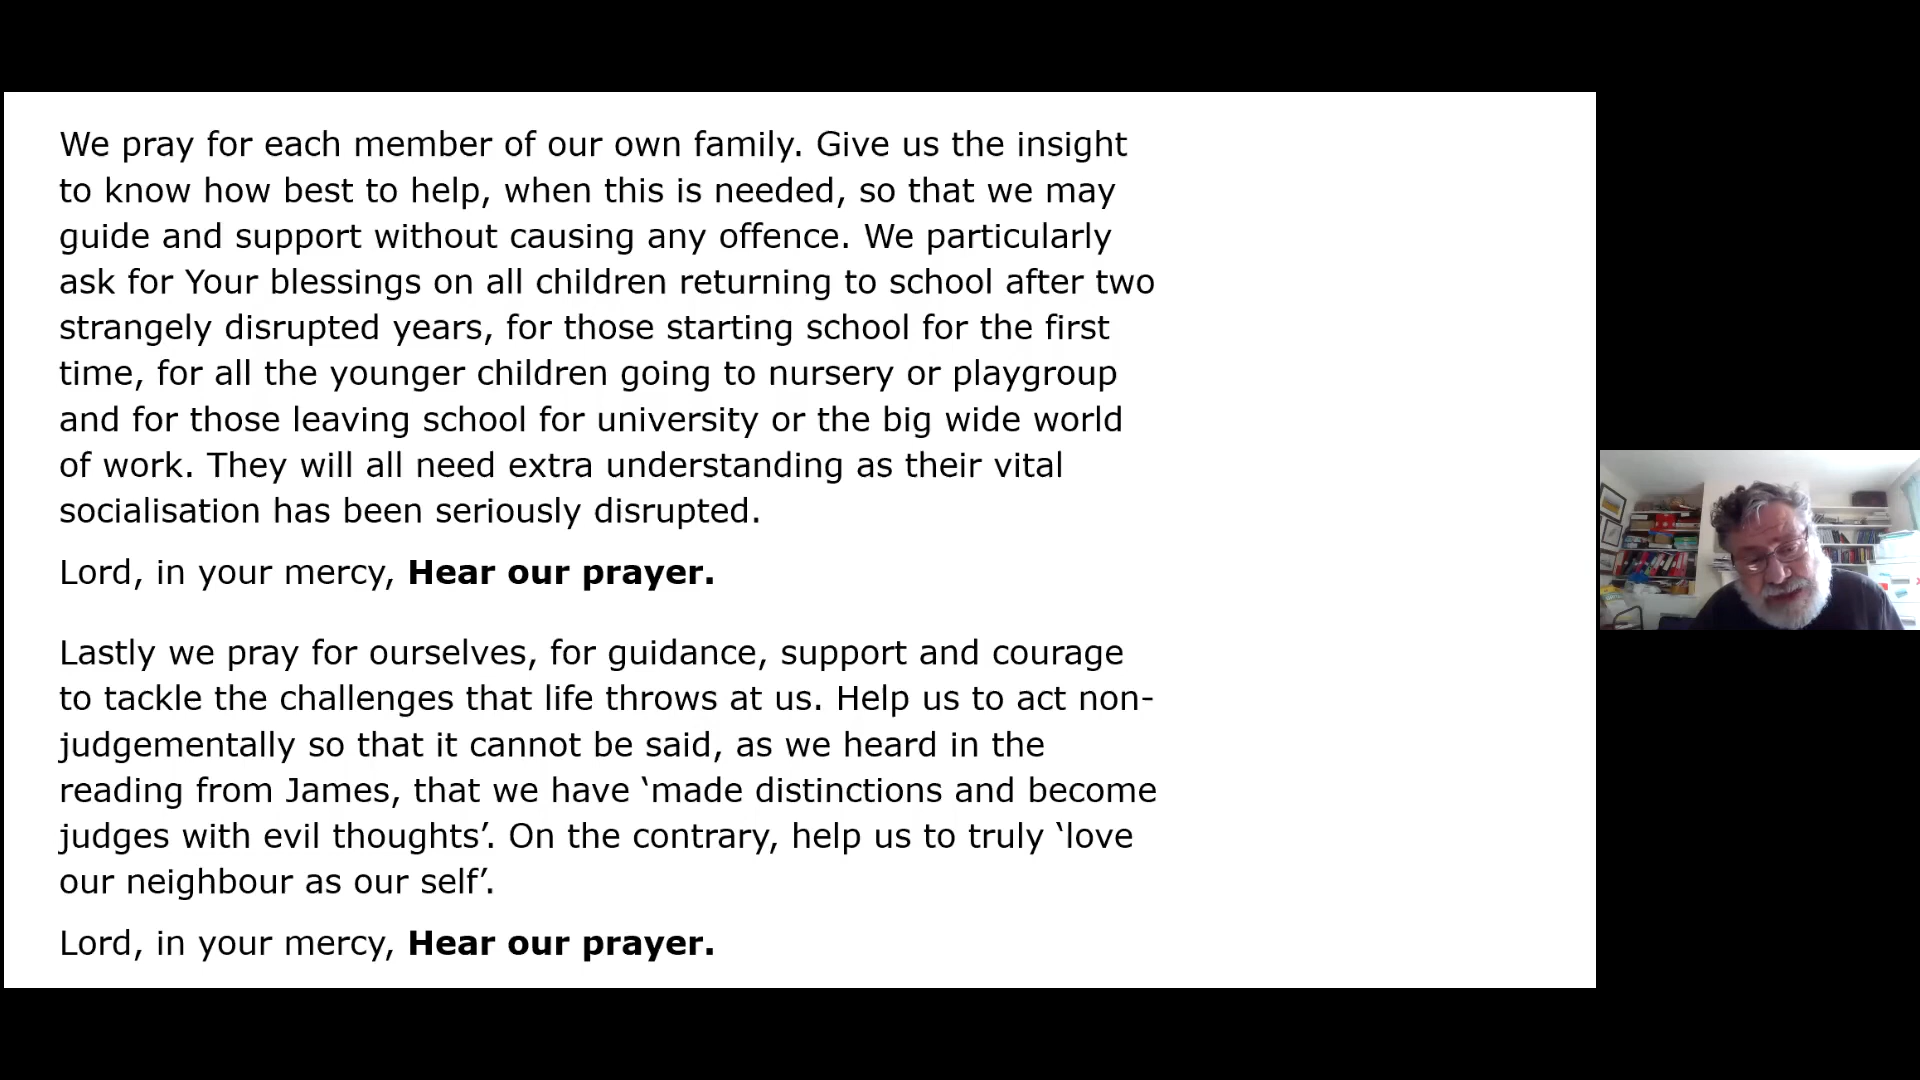 We pray for each member of our own family. Give us the insight
to know how best to help, when this is needed, so that we may
guide and support without causing any offence. We particularly
ask for Your blessings on all children returning to school after two
strangely disrupted years, for those starting school for the first
time, for all the younger children going to nursery or playgroup
and for those leaving school for university or the big wide world
of work. They will all need extra understanding as their vital
socialisation has been seriously disrupted.
Lord, in your mercy, Hear our prayer.
Lastly we pray for ourselves, for guidance, support and courage
to tackle the challenges that life throws at us. Help us to act non-
judgementally so that it cannot be said, as we heard in the
reading from James, that we have ‘made distinctions and become
judges with evil thoughts’. On the contrary, help us to truly ‘love
our neighbour as our self’.
Lord, in your mercy, Hear our prayer.